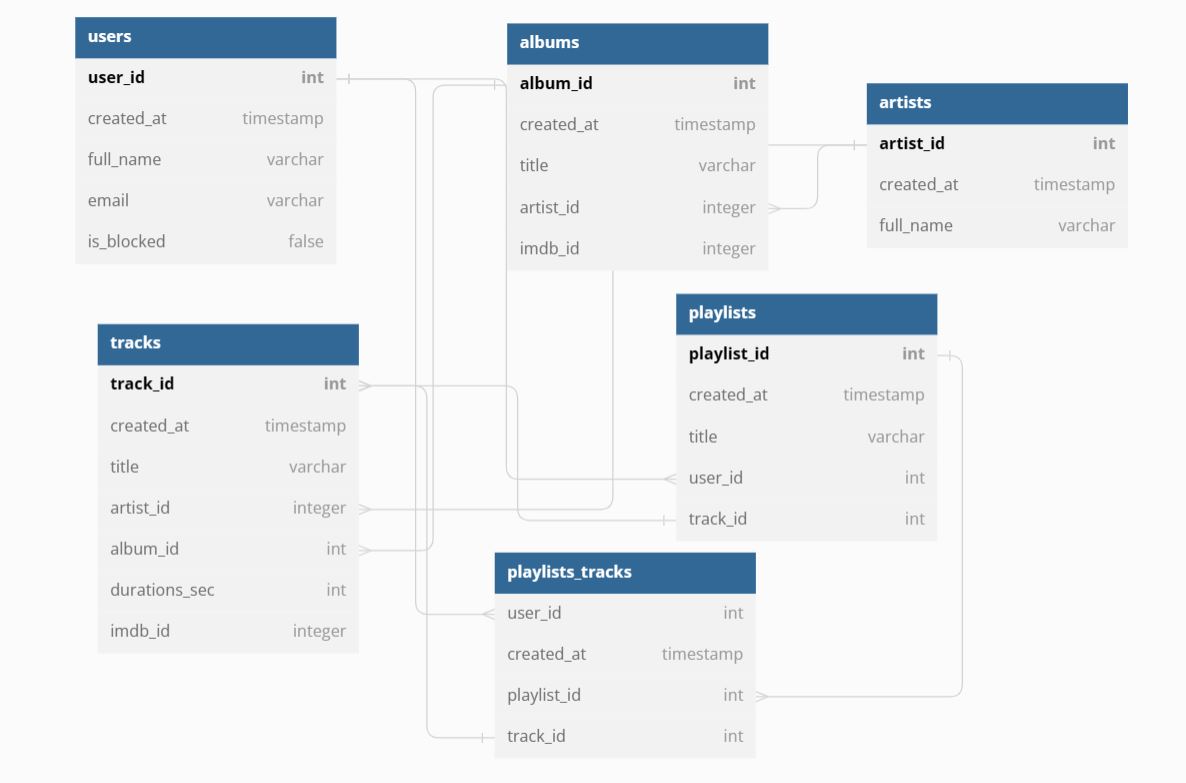 users
user_id int
created_at timestamp
full_name varchar
email varchar
is_blocked false
albums
album_id int
created_at timestamp
title varchar
artist_id integer
imdb_id integer
artists
artist_id int
created_at timestamp
full_name varchar
tracks
track_id int
created_at timestamp
title varchar
artist_id integer
album_id int
durations_sec int
imdb_id integer
playlists
playlist_id int
created_at timestamp
title varchar
user_id int
track_id int
playlists_tracks
user_id int
created_at timestamp
playlist_id int
track_id int